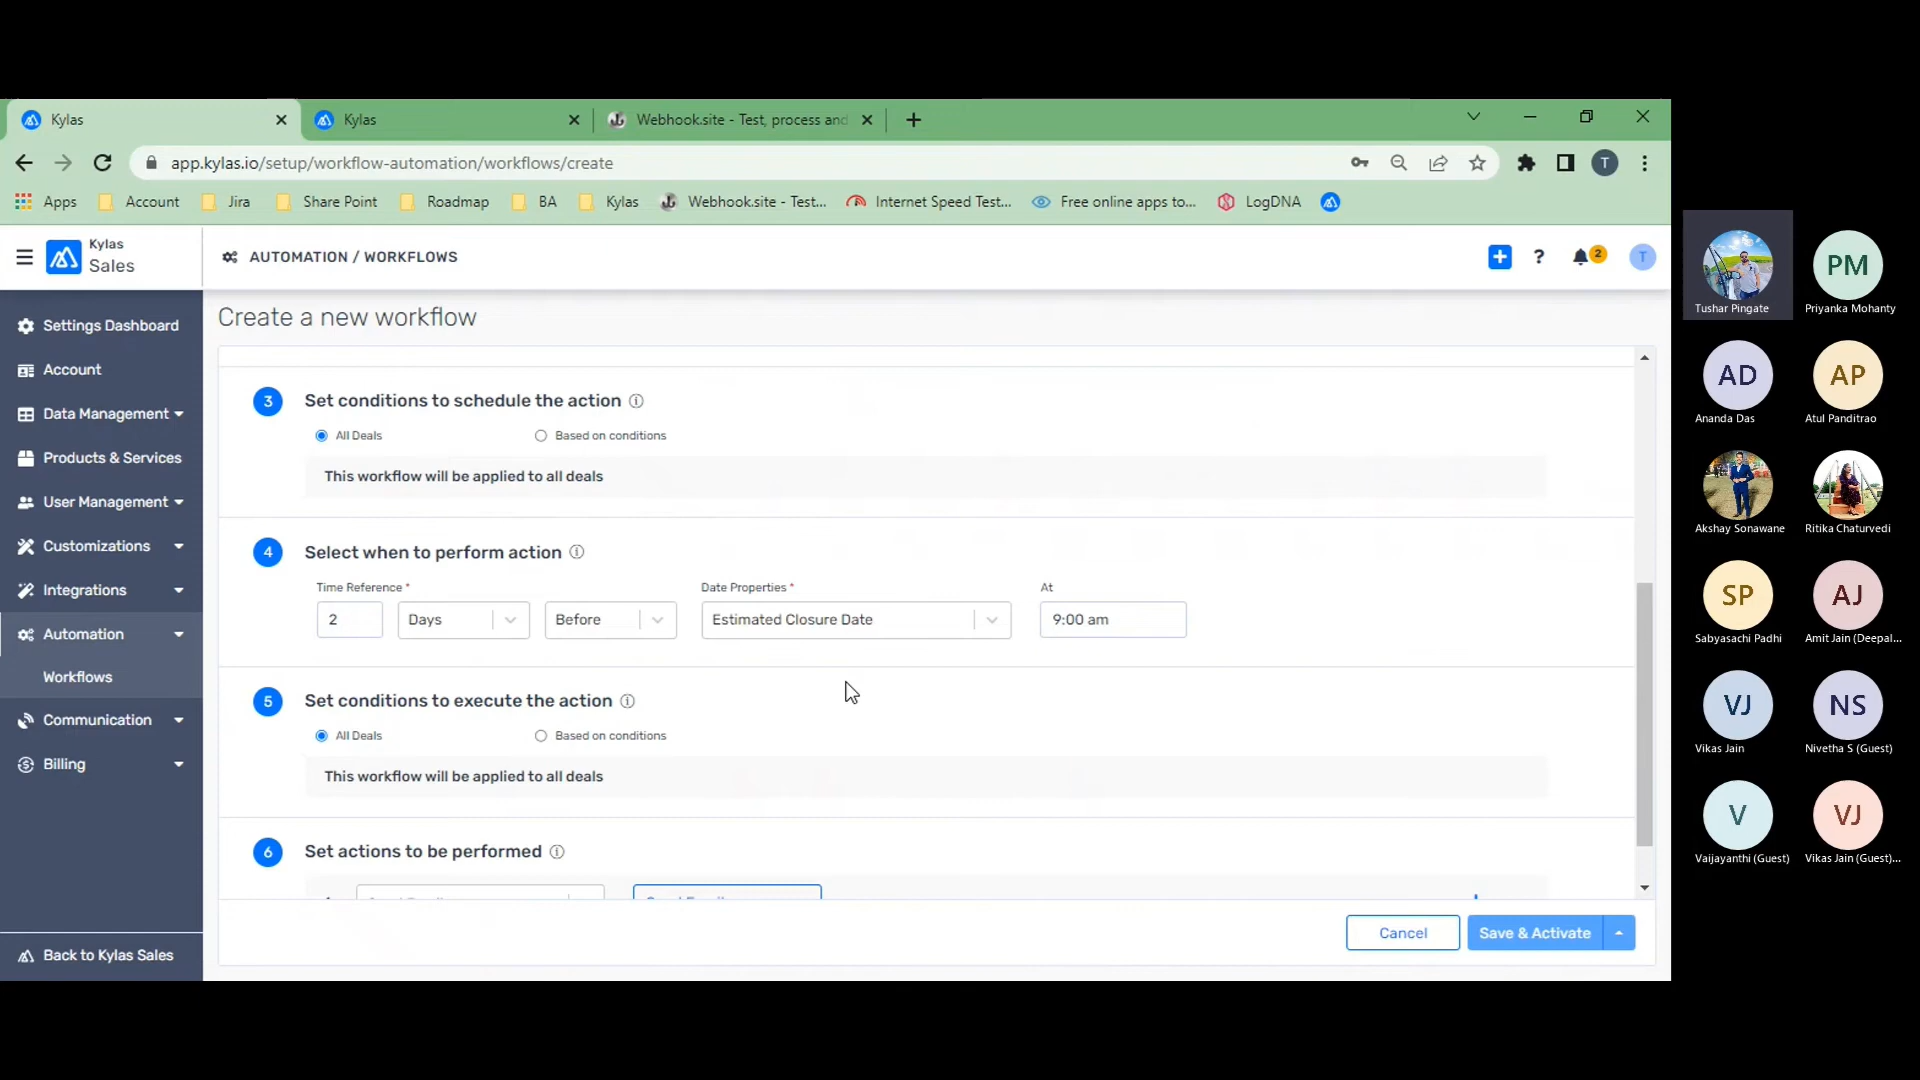 Kylas
Kylas
Webhook.site - Test, process and
app.kylas.io/setup/workflow-automation/workflows/create
T
Apps
Account
Jira
Share Point
Roadmap
BA
Kylas
Webhook.site - Test...
Internet Speed Test...
Free online apps to...
LogDNA
Kylas
Sales
AUTOMATION / WORKFLOWS
2
T
Settings Dashboard
Account
Data Management
Products & Services
User Management
Customizations
Integrations
Automation
Workflows
Communication
Billing
Back to Kylas Sales
Create a new workflow
3 Set conditions to schedule the action
All Deals
Based on conditions
This workflow will be applied to all deals
4 Select when to perform action
Time Reference *
Date Properties *
At
2
Days
Before
Estimated Closure Date
9:00 am
5 Set conditions to execute the action
All Deals
Based on conditions
This workflow will be applied to all deals
6 Set actions to be performed
Cancel
Save & Activate
Tushar Pingate
PM
Priyanka Mohanty
AD
Ananda Das
AP
Atul Panditrao
Akshay Sonawane
Ritika Chaturvedi
SP
Sabyasachi Padhi
AJ
Amit Jain (Deepal...
VJ
Vikas Jain
NS
Nivetha S (Guest)
V
Vaijayanthi (Guest)
VJ
Vikas Jain (Guest)...